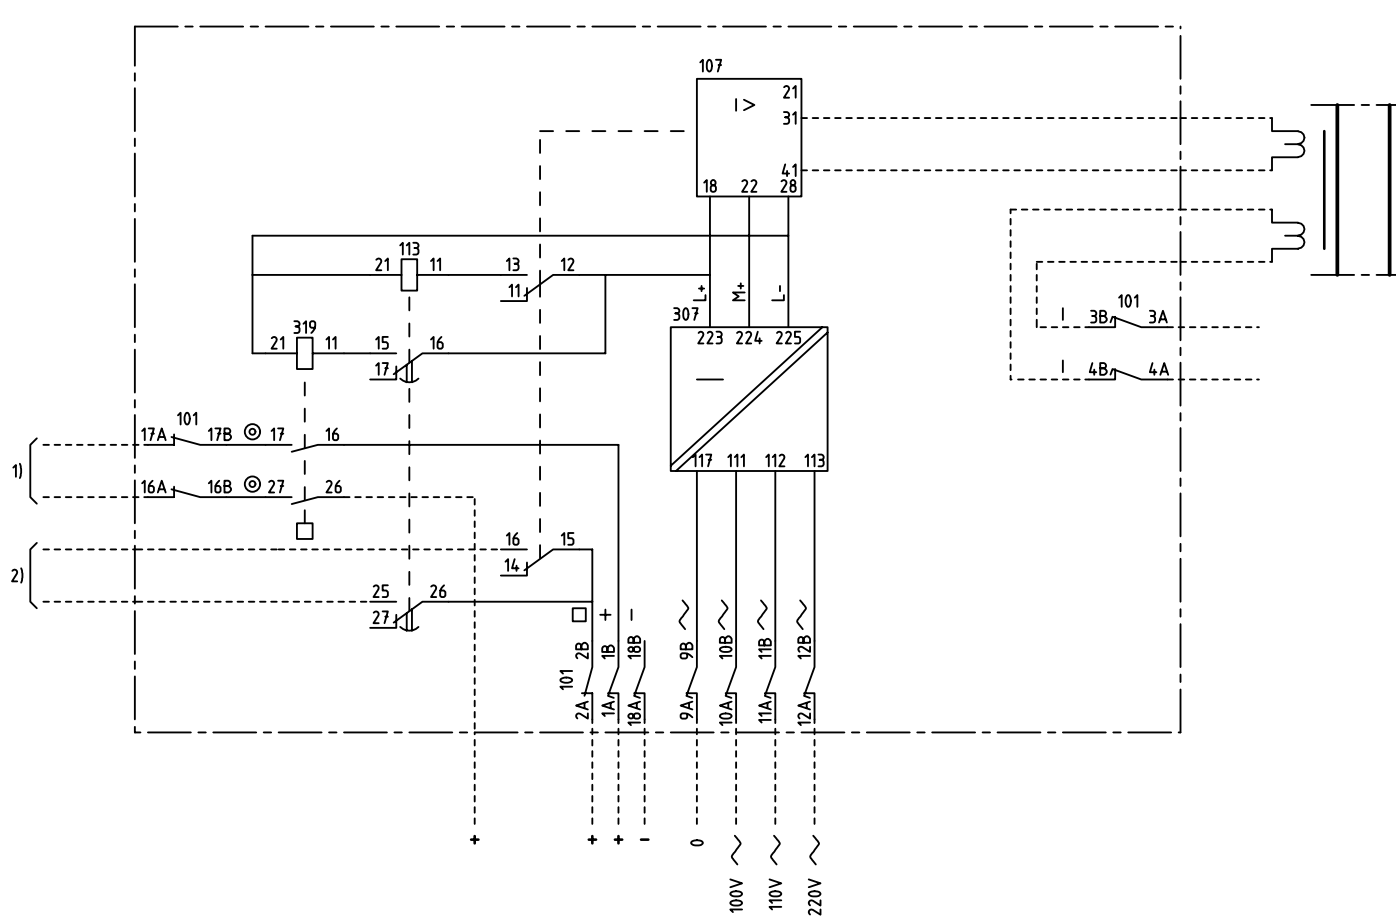 107
21
I>
31
41
18 22 28
113
21 11 13 12
11
L+ M+ L-
307
319
21 11 15 16
17
223 224 225
101
3B 3A
4B 4A
101
17A 17B 17 16
1)
16A 16B 27 26
117 111 112 113
16 15
14
2)
25 26
27
+ −
2B 1B 18B 9B 10B 11B 12B
101
2A 1A 18A 9A 10A 11A 12A
+ + + − 0
100V 110V 220V